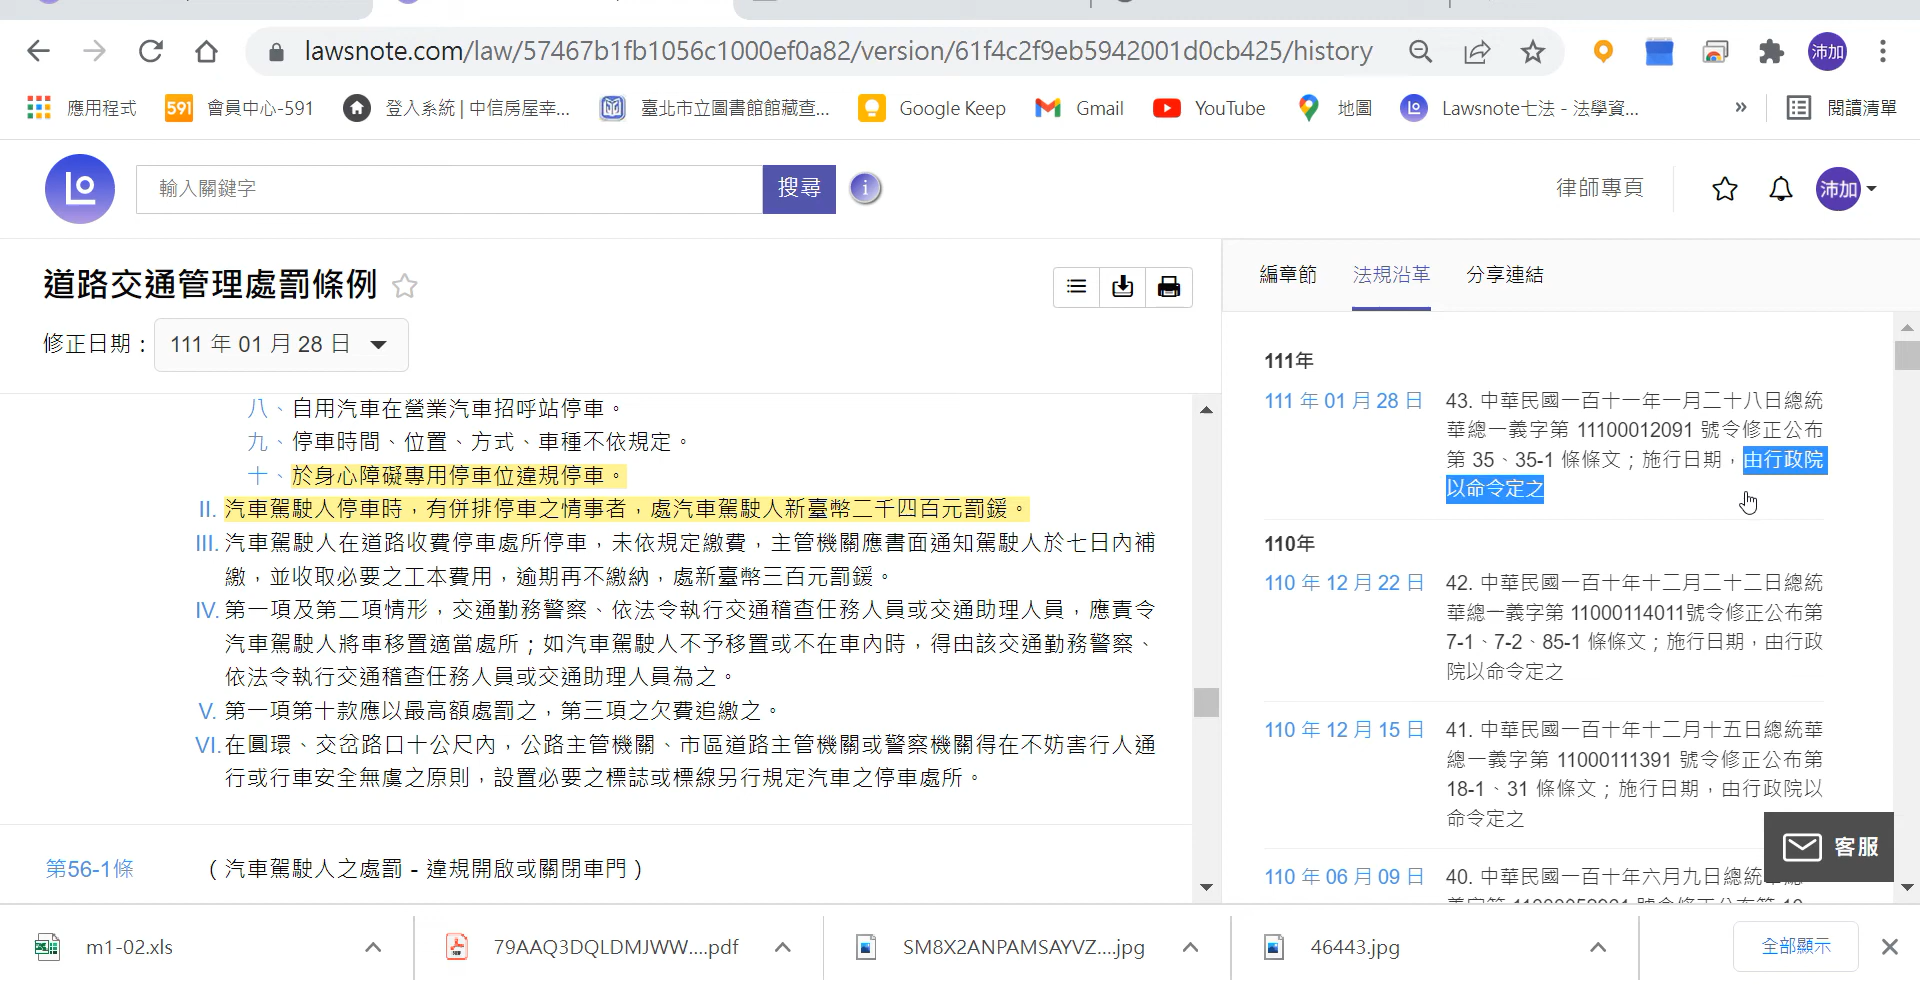 lawsnote.com/law/57467b1fb1056c1000ef0a82/version/61f4c2f9eb5942001d0cb425/history
沛加
應用程式
591
會員中心-591
登入系統 | 中信房屋幸...
臺北市立圖書館館藏查...
Google Keep
Gmail
YouTube
地圖
Lawsnote七法 - 法學資...
»
閱讀清單
輸入關鍵字
搜尋
i
律師專頁
沛加
道路交通管理處罰條例
修正日期：
111 年 01 月 28 日
八、自用汽車在營業汽車招呼站停車。
九、停車時間、位置、方式、車種不依規定。
十、於身心障礙專用停車位違規停車。
II. 汽車駕駛人停車時，有併排停車之情事者，處汽車駕駛人新臺幣二千四百元罰鍰。
III. 汽車駕駛人在道路收費停車處所停車，未依規定繳費，主管機關應書面通知駕駛人於七日內補
繳，並收取必要之工本費用，逾期再不繳納，處新臺幣三百元罰鍰。
IV. 第一項及第二項情形，交通勤務警察、依法令執行交通稽查任務人員或交通助理人員，應責令
汽車駕駛人將車移置適當處所；如汽車駕駛人不予移置或不在車內時，得由該交通勤務警察、
依法令執行交通稽查任務人員或交通助理人員為之。
V. 第一項第十款應以最高額處罰之，第三項之欠費追繳之。
VI. 在圓環、交岔路口十公尺內，公路主管機關、市區道路主管機關或警察機關得在不妨害行人通
行或行車安全無虞之原則，設置必要之標誌或標線另行規定汽車之停車處所。
第56-1條
（汽車駕駛人之處罰 - 違規開啟或關閉車門）
編章節
法規沿革
分享連結
111年
111 年 01 月 28 日
43. 中華民國一百十一年一月二十八日總統
華總一義字第 11100012091 號令修正公布
第 35、35-1 條條文；施行日期，由行政院
以命令定之
110年
110 年 12 月 22 日
42. 中華民國一百十年十二月二十二日總統
華總一義字第 11000114011號令修正公布第
7-1、7-2、85-1 條條文；施行日期，由行政
院以命令定之
110 年 12 月 15 日
41. 中華民國一百十年十二月十五日總統華
總一義字第 11000111391 號令修正公布第
18-1、31 條條文；施行日期，由行政院以
命令定之
110 年 06 月 09 日
40. 中華民國一百十年六月九日總統
客服
m1-02.xls
79AAQ3DQLDMJWW....pdf
SM8X2ANPAMSAYVZ....jpg
46443.jpg
全部顯示